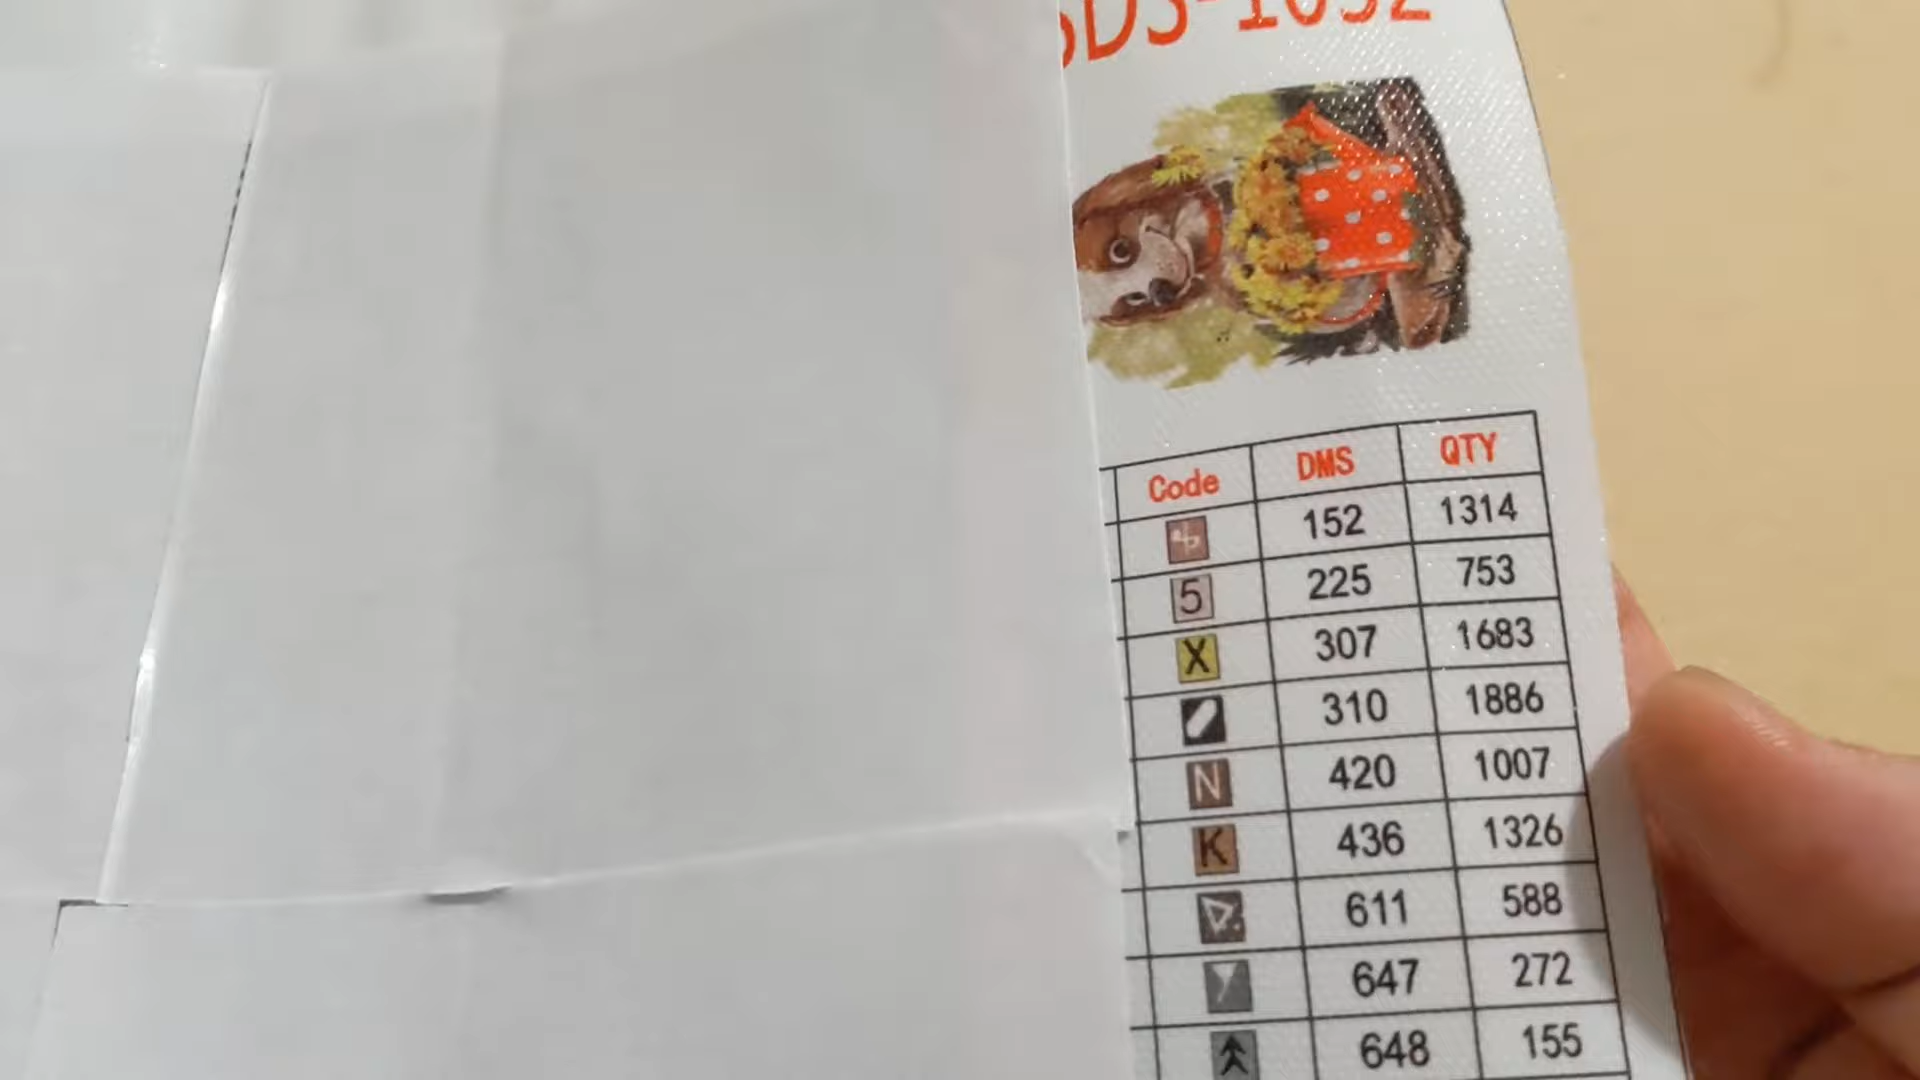 Code DMS QTY
152 1314
5 225 753
X 307 1683
310 1886
N 420 1007
K 436 1326
611 588
647 272
648 155